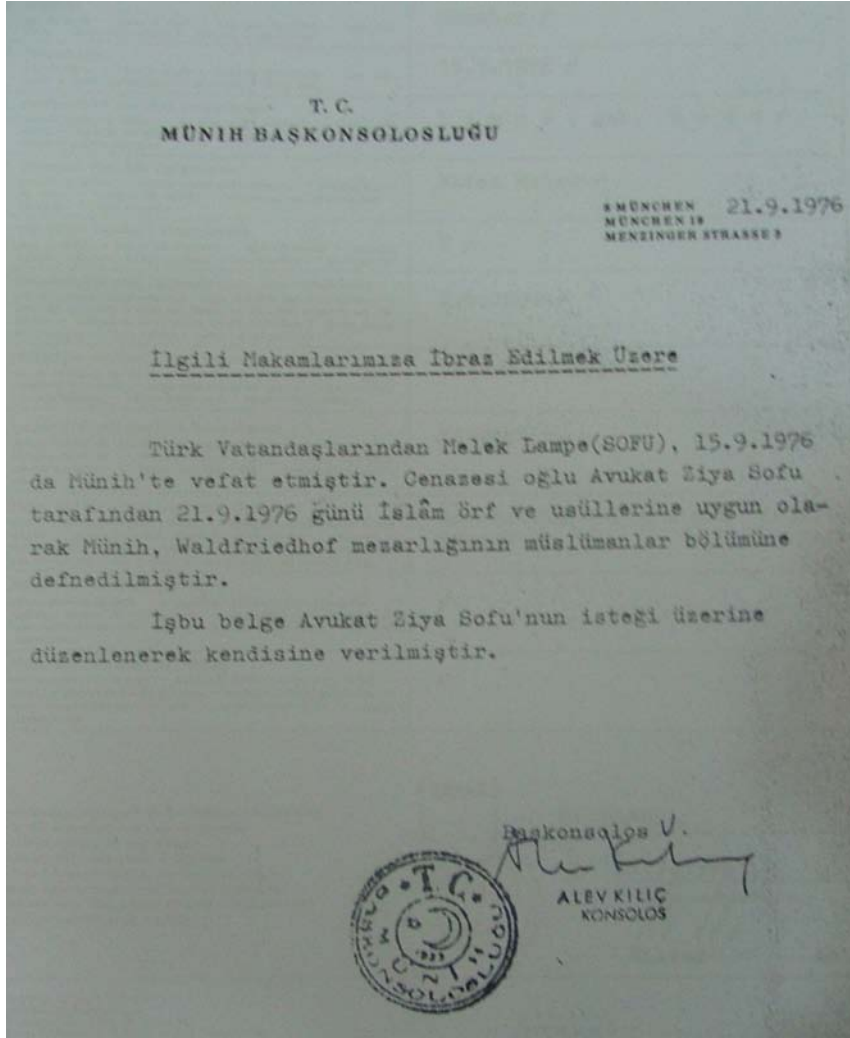 T. C.
MÜNIH BAŞKONSOLOSLUĞU
8 MÜNCHEN 21.9.1976
MÜNCHEN 19
MENZINGER STRASSE 3
İlgili Makamlarımıza İbraz Edilmek Üzere
Türk Vatandaşlarından Melek Lampe(SOFU), 15.9.1976
da Münih'te vefat etmiştir. Cenazesi oğlu Avukat Ziya Sofu
tarafından 21.9.1976 günü İslâm örf ve usüllerine uygun ola-
rak Münih, Waldfriedhof mezarlığının müslümanlar bölümüne
defnedilmiştir.
İşbu belge Avukat Ziya Sofu'nun isteği üzerine
düzenlenerek kendisine verilmiştir.
Başkonsolos V.
ALEV KILIÇ
KONSOLOS
T.C.
BAŞKONSOLOSLUĞU
MÜNİH